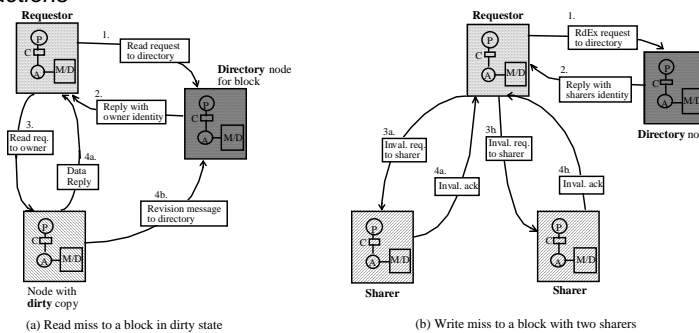 Requestor
1.
P
C
A
M/D
Read request
to directory
Directory node
for block
2.
Reply with
owner identity
M/D
3.
Read req.
to owner
4a.
Data
Reply
4b.
Revision message
to directory
P
C
A
M/D
Node with
dirty copy
(a) Read miss to a block in dirty state
Requestor
1.
P
C
A
M/D
RdEx request
to directory
2.
Reply with
sharers identity
P
C
A
M/D
Directory
3a.
Inval. req.
to sharer
4a.
Inval. ack
3b.
Inval. req.
to sharer
4b.
Inval. ack
P
C
A
M/D
Sharer
P
C
A
M/D
Sharer
(b) Write miss to a block with two sharers